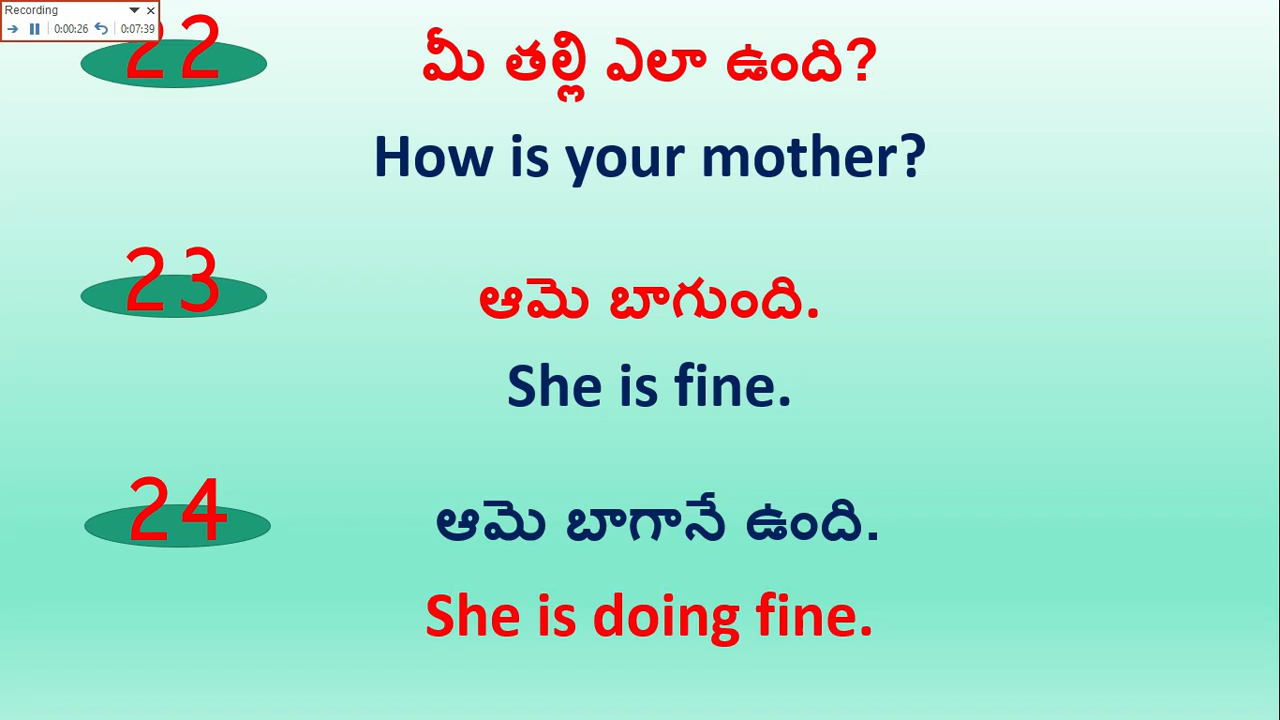 Recording
0:00:26 0:07:39
22
మీ తల్లి ఎలా ఉంది?
How is your mother?
23
ఆమె బాగుంది.
She is fine.
24
ఆమె బాగానే ఉంది.
She is doing fine.